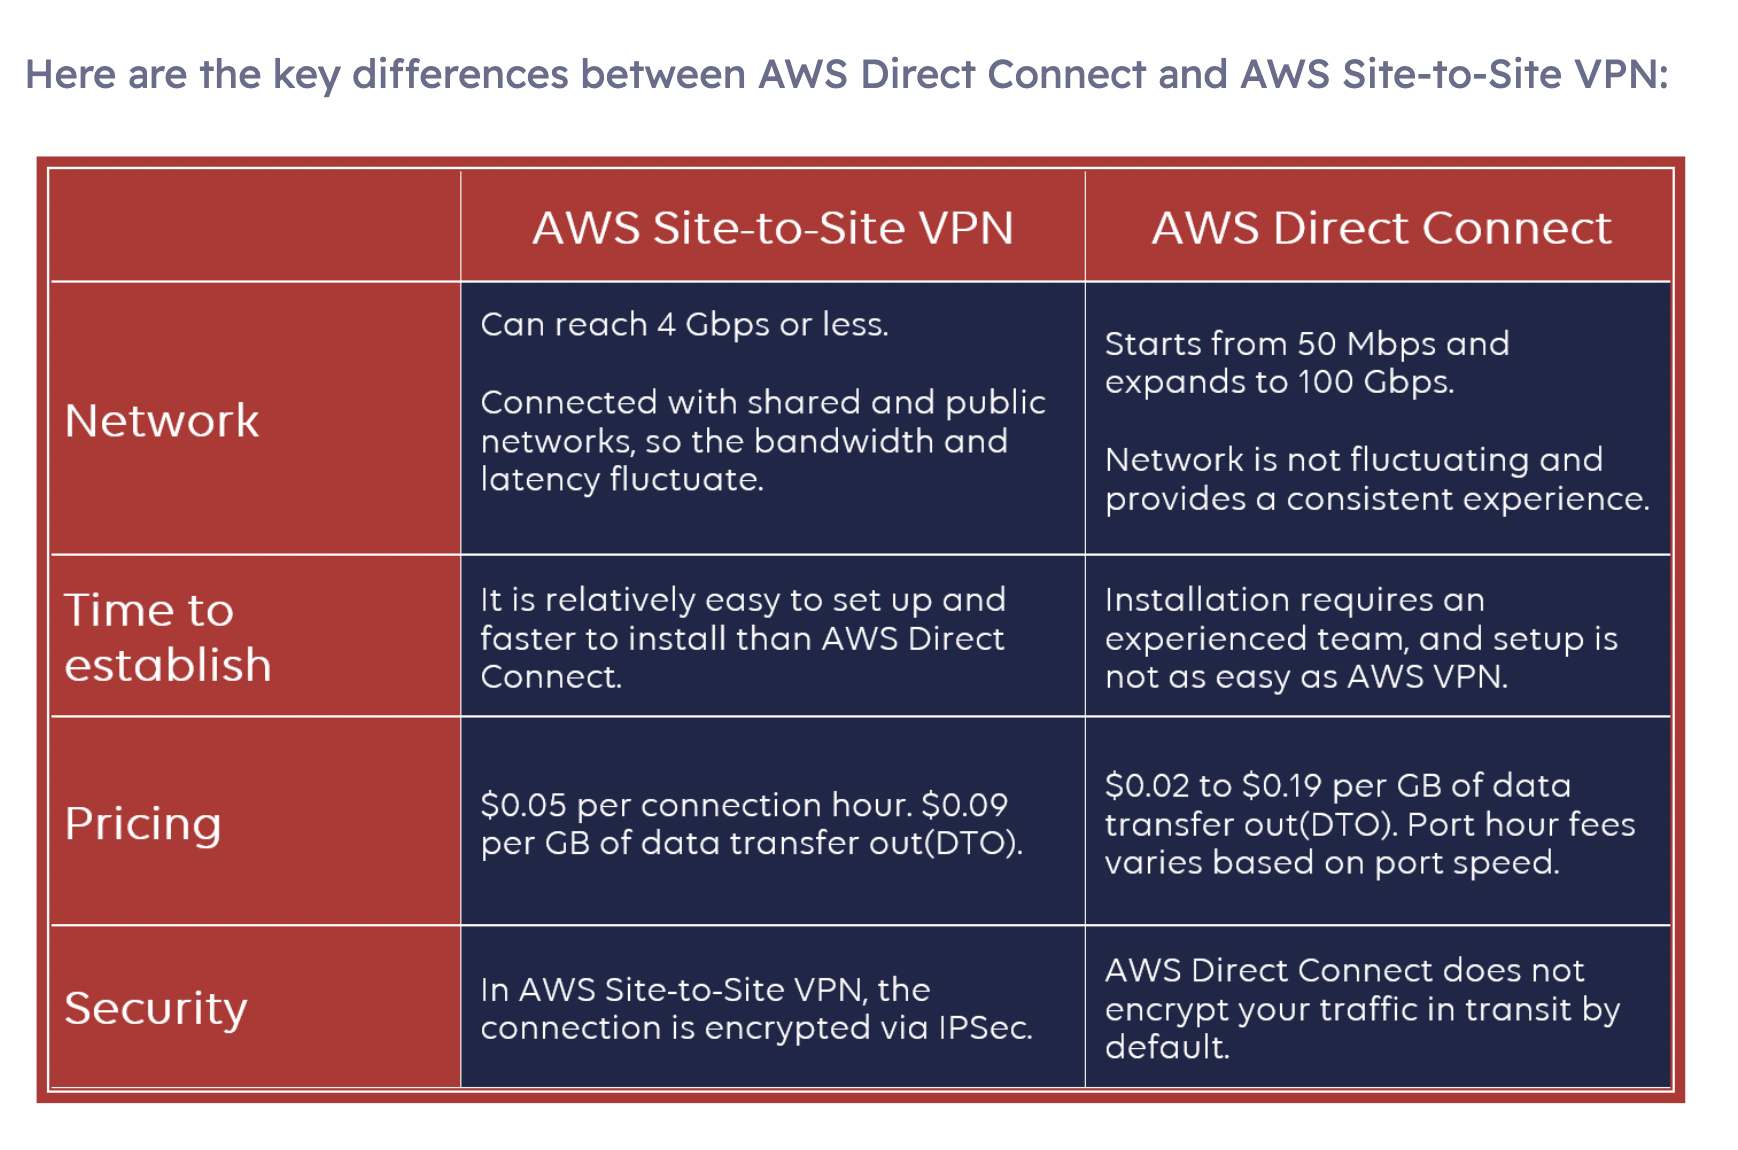 Here are the key differences between AWS Direct Connect and AWS Site-to-Site VPN:
AWS Site-to-Site VPN
AWS Direct Connect
Network
Can reach 4 Gbps or less.
Connected with shared and public
networks, so the bandwidth and
latency fluctuate.
Starts from 50 Mbps and
expands to 100 Gbps.
Network is not fluctuating and
provides a consistent experience.
Time to
establish
It is relatively easy to set up and
faster to install than AWS Direct
Connect.
Installation requires an
experienced team, and setup is
not as easy as AWS VPN.
Pricing
$0.05 per connection hour. $0.09
per GB of data transfer out(DTO).
$0.02 to $0.19 per GB of data
transfer out(DTO). Port hour fees
varies based on port speed.
Security
In AWS Site-to-Site VPN, the
connection is encrypted via IPSec.
AWS Direct Connect does not
encrypt your traffic in transit by
default.